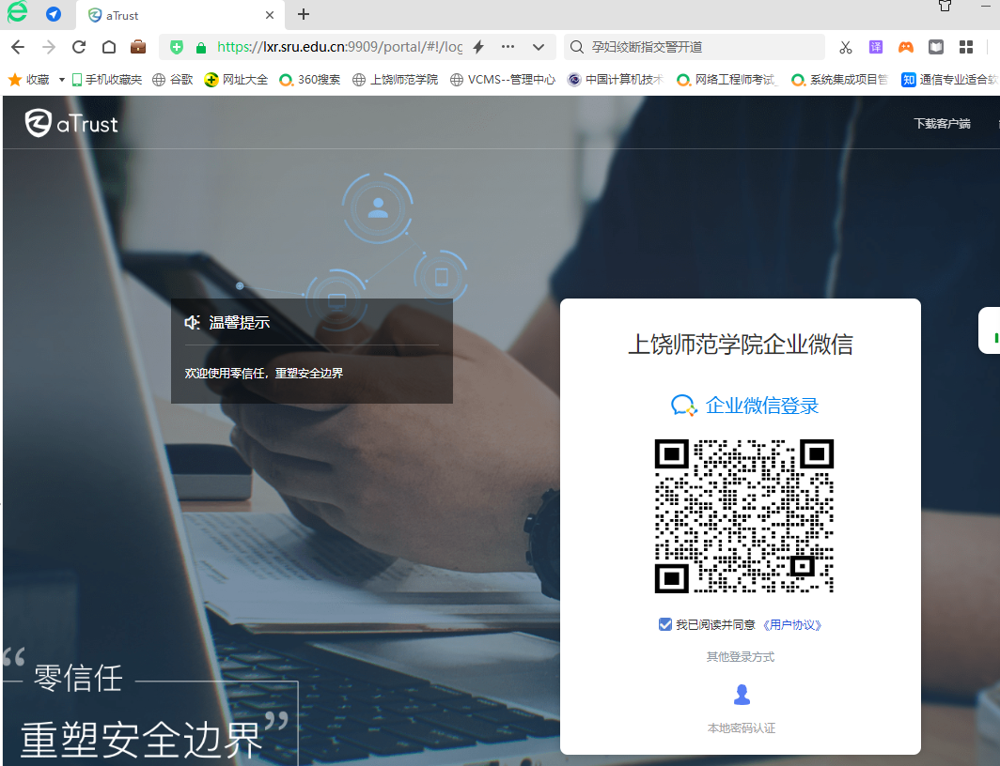 aTrust
https://lxr.sru.edu.cn:9909/portal/#!/log
孕妇绞断指交警开道
译
收藏
手机收藏夹
谷歌
网址大全
360搜索
上饶师范学院
VCMS--管理中心
中国计算机技术
网络工程师考试_
系统集成项目管
知
通信专业适合软
aTrust
下载客户端
温馨提示
欢迎使用零信任，重塑安全边界
上饶师范学院企业微信
企业微信登录
我已阅读并同意《用户协议》
其他登录方式
本地密码认证
“ 零信任
重塑安全边界 ”